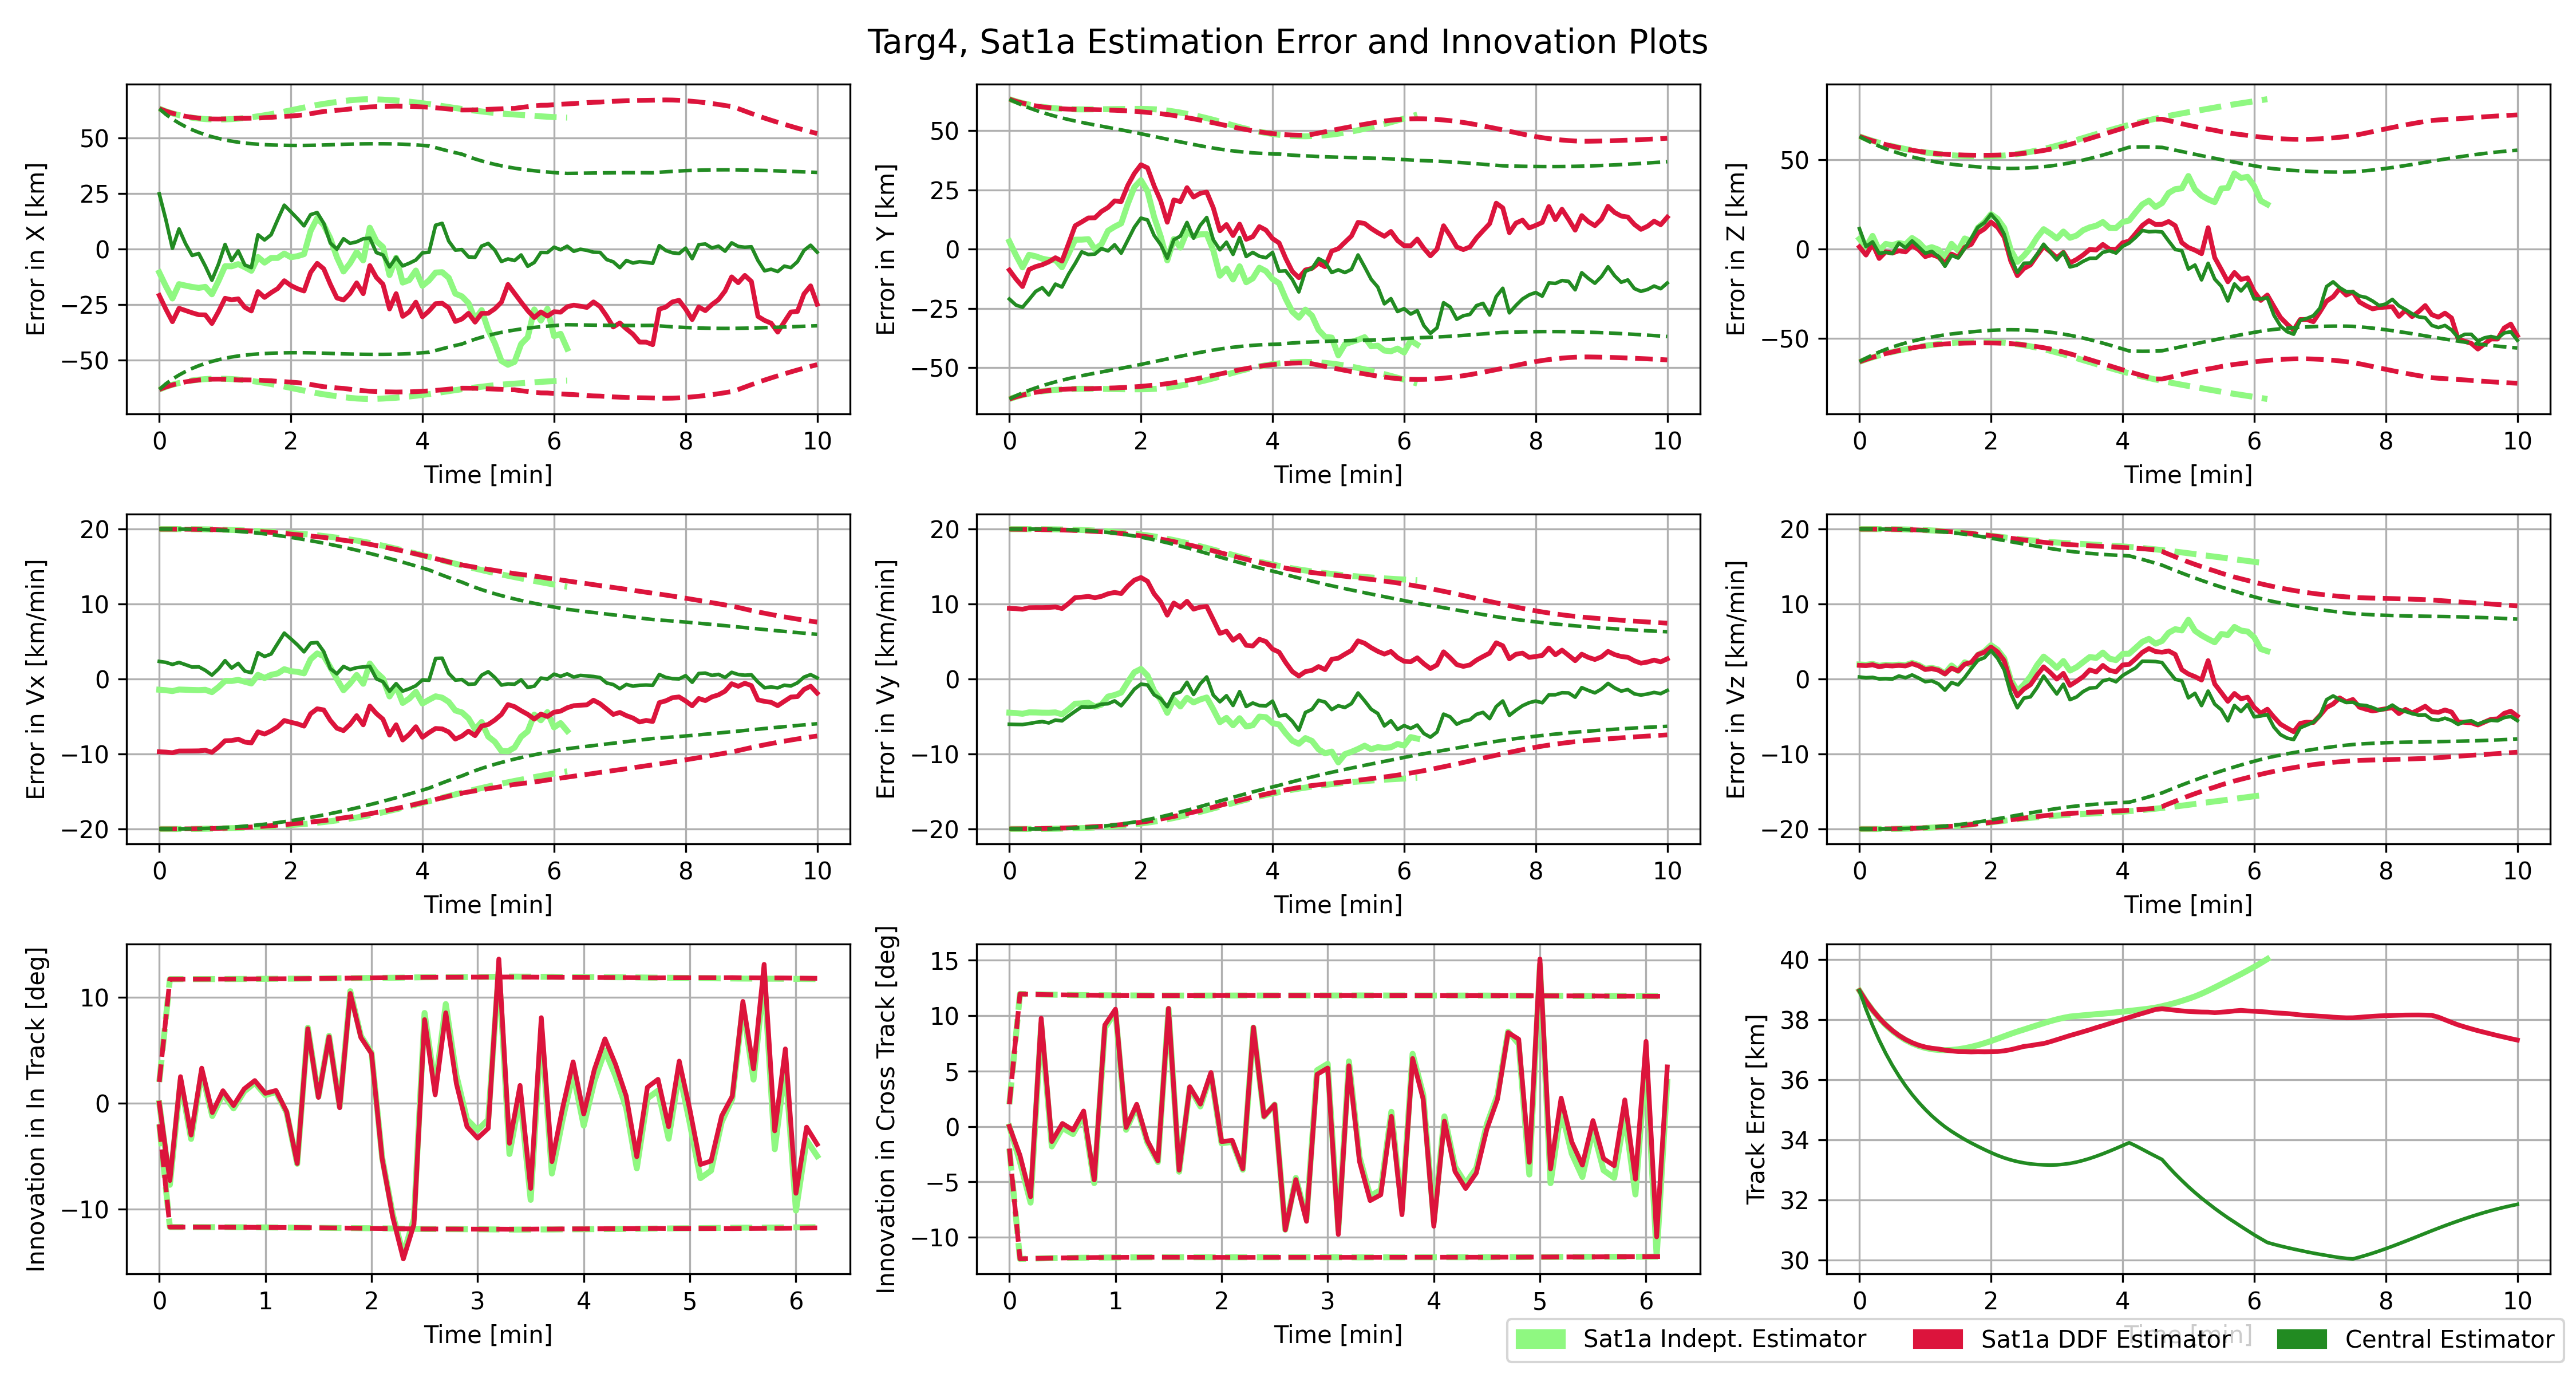 Targ4, Sat1a Estimation Error and Innovation Plots
Error in X [km]
50
25
0
−25
−50
0 2 4 6 8 10
Time [min]
Error in Y [km]
50
25
0
−25
−50
0 2 4 6 8 10
Time [min]
Error in Z [km]
50
0
−50
0 2 4 6 8 10
Time [min]
Error in Vx [km/min]
20
10
0
−10
−20
0 2 4 6 8 10
Time [min]
Error in Vy [km/min]
20
10
0
−10
−20
0 2 4 6 8 10
Time [min]
Error in Vz [km/min]
20
10
0
−10
−20
0 2 4 6 8 10
Time [min]
Innovation in In Track [deg]
10
0
−10
0 1 2 3 4 5 6
Time [min]
Innovation in Cross Track [deg]
15
10
5
0
−5
−10
0 1 2 3 4 5 6
Time [min]
Track Error [km]
40
38
36
34
32
30
0 2 4 6 8 10
Time [min]
Sat1a Indept. Estimator Sat1a DDF Estimator Central Estimator